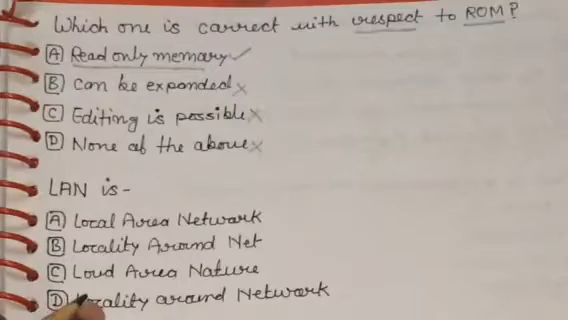 Which one is carrect with respect to ROM?
A Read only memory ✓
B Can be expanded ×
C Editing is possible ×
D None of the above ×
LAN is-
A Local Area Network
B Locality Around Net
C Loud Area Nature
D Locality around Network